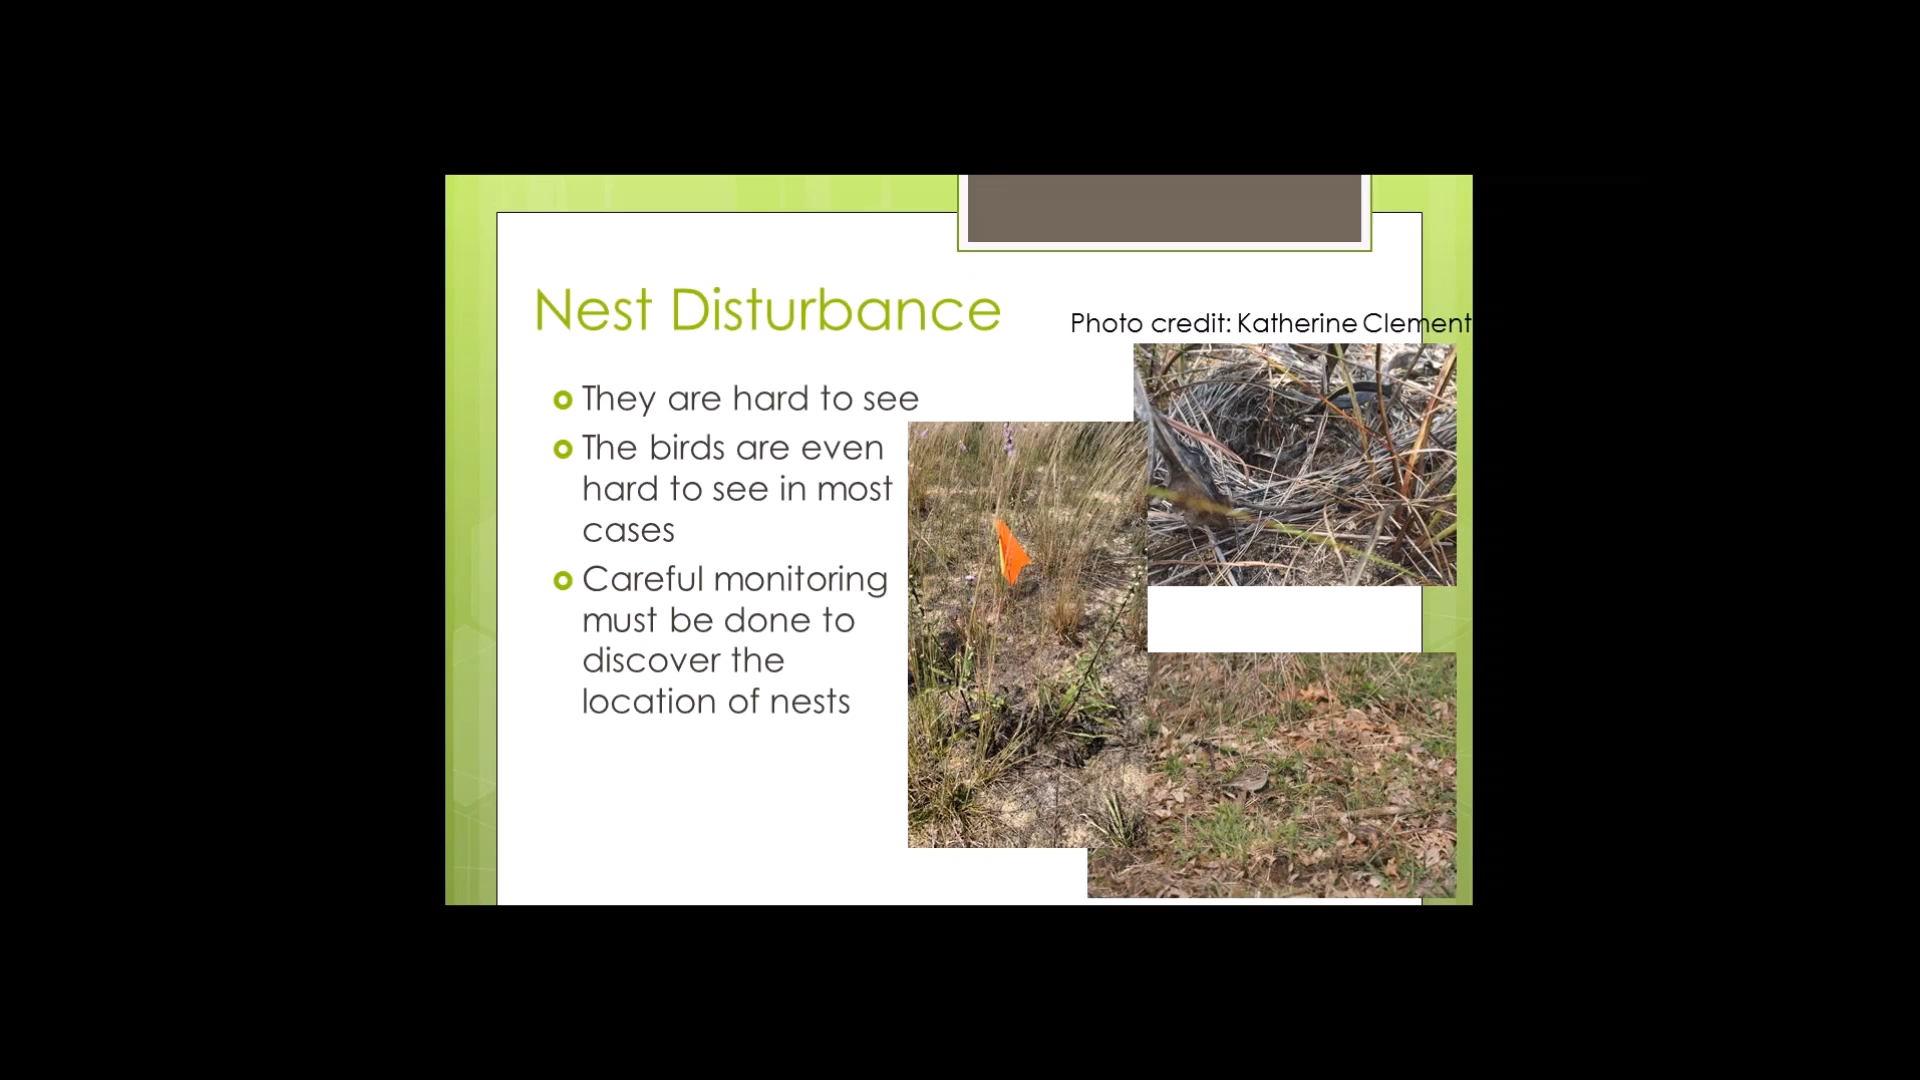 Nest Disturbance
Photo credit: Katherine Clement
They are hard to see
The birds are even
hard to see in most
cases
Careful monitoring
must be done to
discover the
location of nests